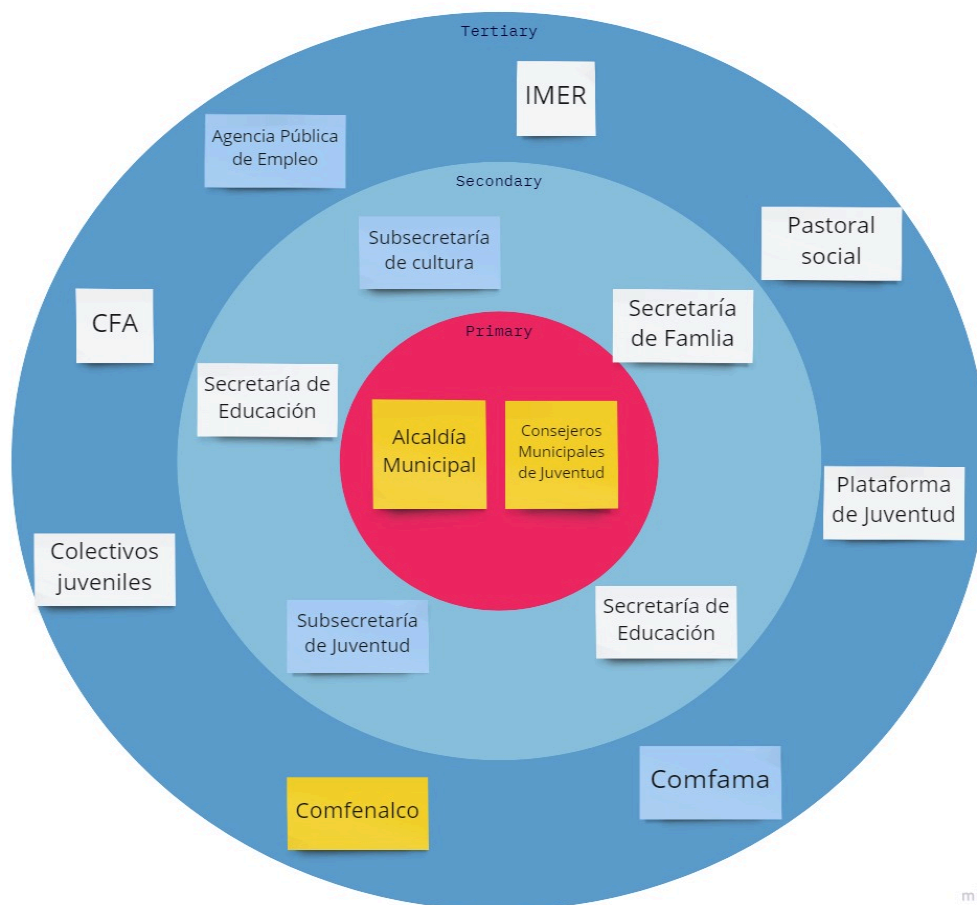 Tertiary
IMER
Agencia Pública
de Empleo
Secondary
Pastoral
social
Subsecretaría
de cultura
CFA
Secretaría
de Famlia
Primary
Secretaría de
Educación
Alcaldía
Municipal
Consejeros
Municipales
de Juventud
Plataforma
de Juventud
Colectivos
juveniles
Subsecretaría
de Juventud
Secretaría de
Educación
Comfenalco
Comfama
m